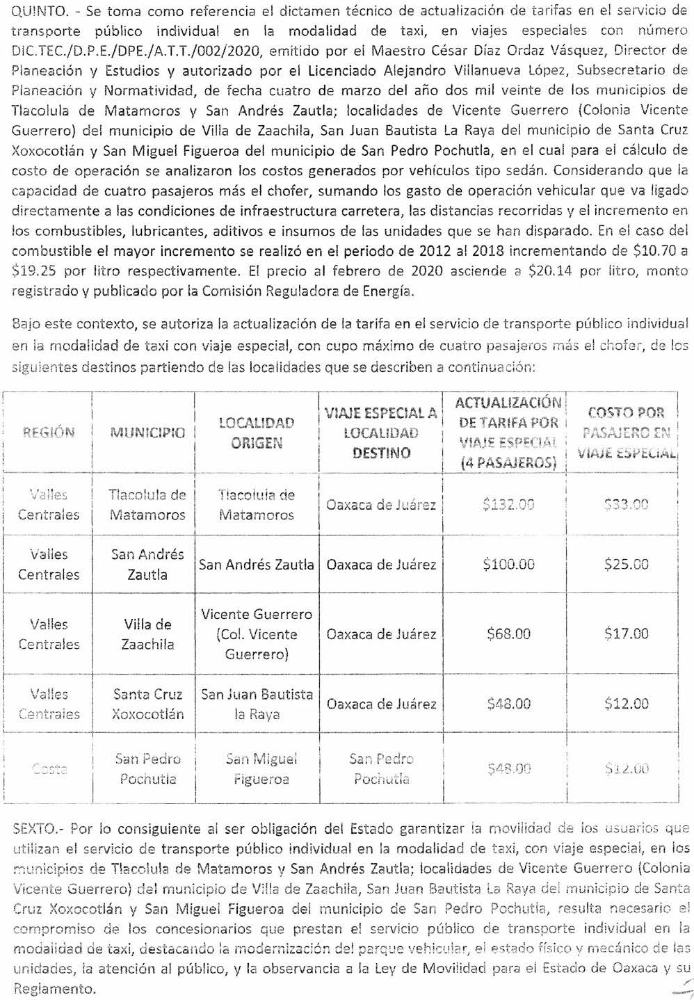 QUINTO. - Se toma como referencia el dictamen técnico de actualización de tarifas en el servicio de
transporte público individual en la modalidad de taxi, en viajes especiales con número
DIC.TEC./D.P.E./DPE./A.T.T./002/2020, emitido por el Maestro César Díaz Ordaz Vásquez, Director de
Planeación y Estudios y autorizado por el Licenciado Alejandro Villanueva López, Subsecretario de
Planeación y Normatividad, de fecha cuatro de marzo del año dos mil veinte de los municipios de
Tlacolula de Matamoros y San Andrés Zautla; localidades de Vicente Guerrero (Colonia Vicente
Guerrero) del municipio de Villa de Zaachila, San Juan Bautista La Raya del municipio de Santa Cruz
Xoxocotlán y San Miguel Figueroa del municipio de San Pedro Pochutla, en el cual para el cálculo de
costo de operación se analizaron los costos generados por vehículos tipo sedán. Considerando que la
capacidad de cuatro pasajeros más el chofer, sumando los gasto de operación vehicular que va ligado
directamente a las condiciones de infraestructura carretera, las distancias recorridas y el incremento en
los combustibles, lubricantes, aditivos e insumos de las unidades que se han disparado. En el caso del
combustible el mayor incremento se realizó en el periodo de 2012 al 2018 incrementando de $10.70 a
$19.25 por litro respectivamente. El precio al febrero de 2020 asciende a $20.14 por litro, monto
registrado y publicado por la Comisión Reguladora de Energía.
Bajo este contexto, se autoriza la actualización de la tarifa en el servicio de transporte público individual
en la modalidad de taxi con viaje especial, con cupo máximo de cuatro pasajeros más el chofer, de los
siguientes destinos partiendo de las localidades que se describen a continuación:
REGIÓN MUNICIPIO LOCALIDAD ORIGEN VIAJE ESPECIAL A LOCALIDAD DESTINO ACTUALIZACIÓN DE TARIFA POR VIAJE ESPECIAL (4 PASAJEROS) COSTO POR PASAJERO EN VIAJE ESPECIAL
Valles Centrales Tlacolula de Matamoros Tlacolula de Matamoros Oaxaca de Juárez $132.00 $33.00
Valles Centrales San Andrés Zautla San Andrés Zautla Oaxaca de Juárez $100.00 $25.00
Valles Centrales Villa de Zaachila Vicente Guerrero (Col. Vicente Guerrero) Oaxaca de Juárez $68.00 $17.00
Valles Centrales Santa Cruz Xoxocotlán San Juan Bautista la Raya Oaxaca de Juárez $48.00 $12.00
Costa San Pedro Pochutla San Miguel Figueroa San Pedro Pochutla $48.00 $12.00
SEXTO.- Por lo consiguiente al ser obligación del Estado garantizar la movilidad de los usuarios que
utilizan el servicio de transporte público individual en la modalidad de taxi, con viaje especial, en los
municipios de Tlacolula de Matamoros y San Andrés Zautla; localidades de Vicente Guerrero (Colonia
Vicente Guerrero) del municipio de Villa de Zaachila, San Juan Bautista La Raya del municipio de Santa
Cruz Xoxocotlán y San Miguel Figueroa del municipio de San Pedro Pochutla, resulta necesario el
compromiso de los concesionarios que prestan el servicio público de transporte individual en la
modalidad de taxi, destacando la modernización del parque vehicular, el estado físico y mecánico de las
unidades, la atención al público, y la observancia a la Ley de Movilidad para el Estado de Oaxaca y su
Reglamento.